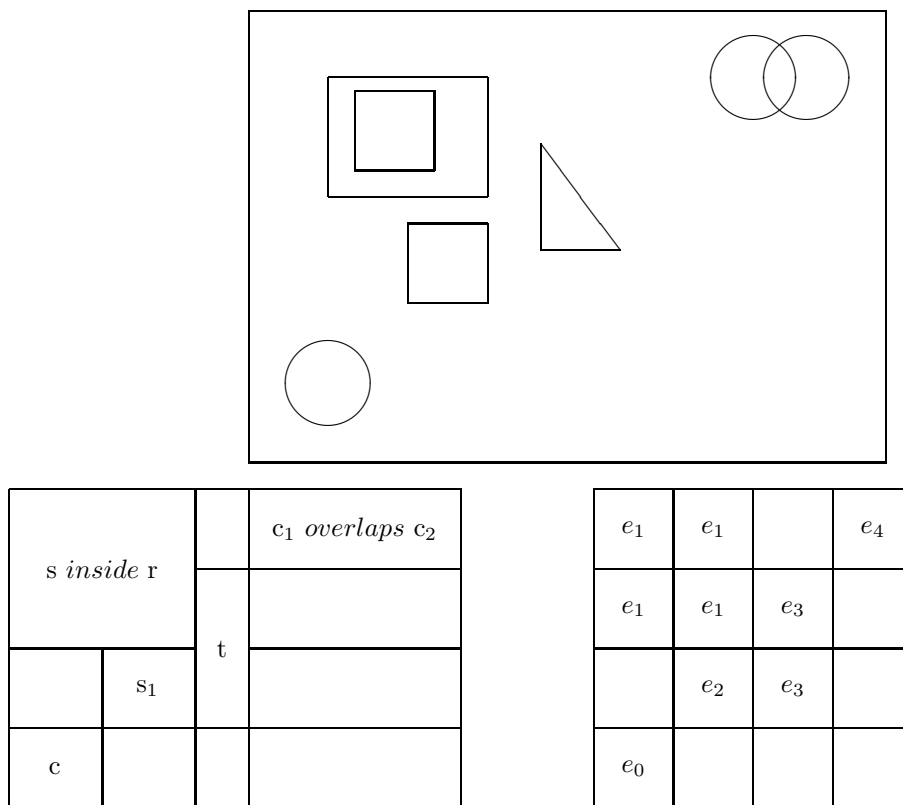 c₁ overlaps c₂
s inside r
t
s₁
c
e₁ e₁ e₄
e₁ e₁ e₃
e₂ e₃
e₀